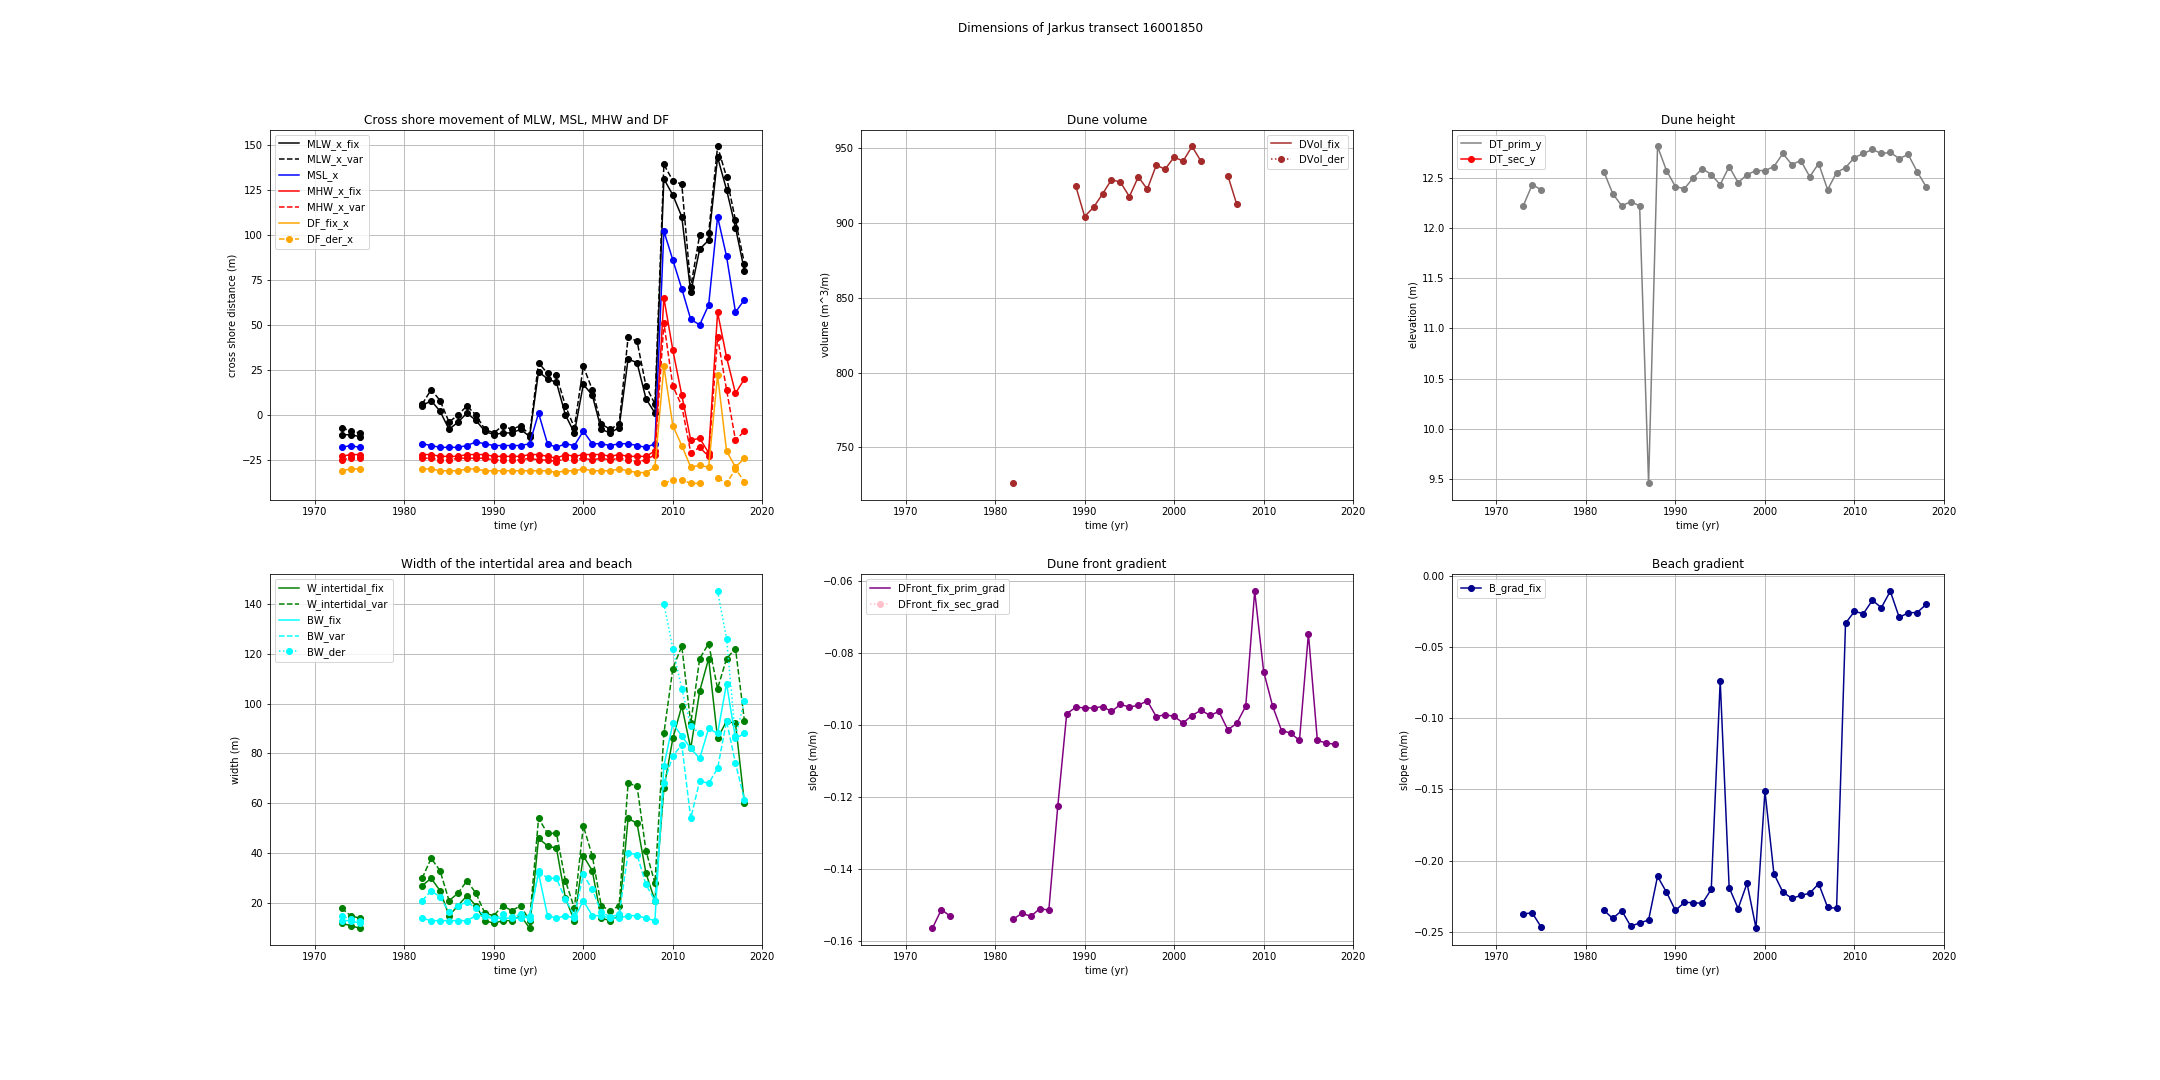 Dimensions of Jarkus transect 16001850
Cross shore movement of MLW, MSL, MHW and DF
MLW_x_fix
MLW_x_var
MSL_x
MHW_x_fix
MHW_x_var
DF_fix_x
DF_der_x
cross shore distance (m)
150
125
100
75
50
25
0
−25
1970 1980 1990 2000 2010 2020
time (yr)
Dune volume
DVol_fix
DVol_der
volume (m^3/m)
950
900
850
800
750
1970 1980 1990 2000 2010 2020
time (yr)
Dune height
DT_prim_y
DT_sec_y
elevation (m)
12.5
12.0
11.5
11.0
10.5
10.0
9.5
1970 1980 1990 2000 2010 2020
time (yr)
Width of the intertidal area and beach
W_intertidal_fix
W_intertidal_var
BW_fix
BW_var
BW_der
width (m)
140
120
100
80
60
40
20
1970 1980 1990 2000 2010 2020
time (yr)
Dune front gradient
DFront_fix_prim_grad
DFront_fix_sec_grad
slope (m/m)
−0.06
−0.08
−0.10
−0.12
−0.14
−0.16
1970 1980 1990 2000 2010 2020
time (yr)
Beach gradient
B_grad_fix
slope (m/m)
0.00
−0.05
−0.10
−0.15
−0.20
−0.25
1970 1980 1990 2000 2010 2020
time (yr)